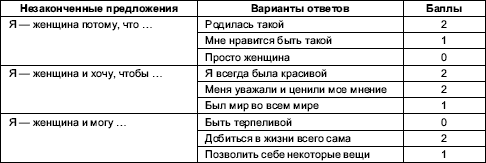 Незаконченные предложения Варианты ответов Баллы
Я — женщина потому, что … Родилась такой 2
Мне нравится быть такой 1
Просто женщина 0
Я — женщина и хочу, чтобы … Я всегда была красивой 2
Меня уважали и ценили мое мнение 2
Был мир во всем мире 1
Я — женщина и могу … Быть терпеливой 0
Добиться в жизни всего сама 2
Позволить себе некоторые вещи 1